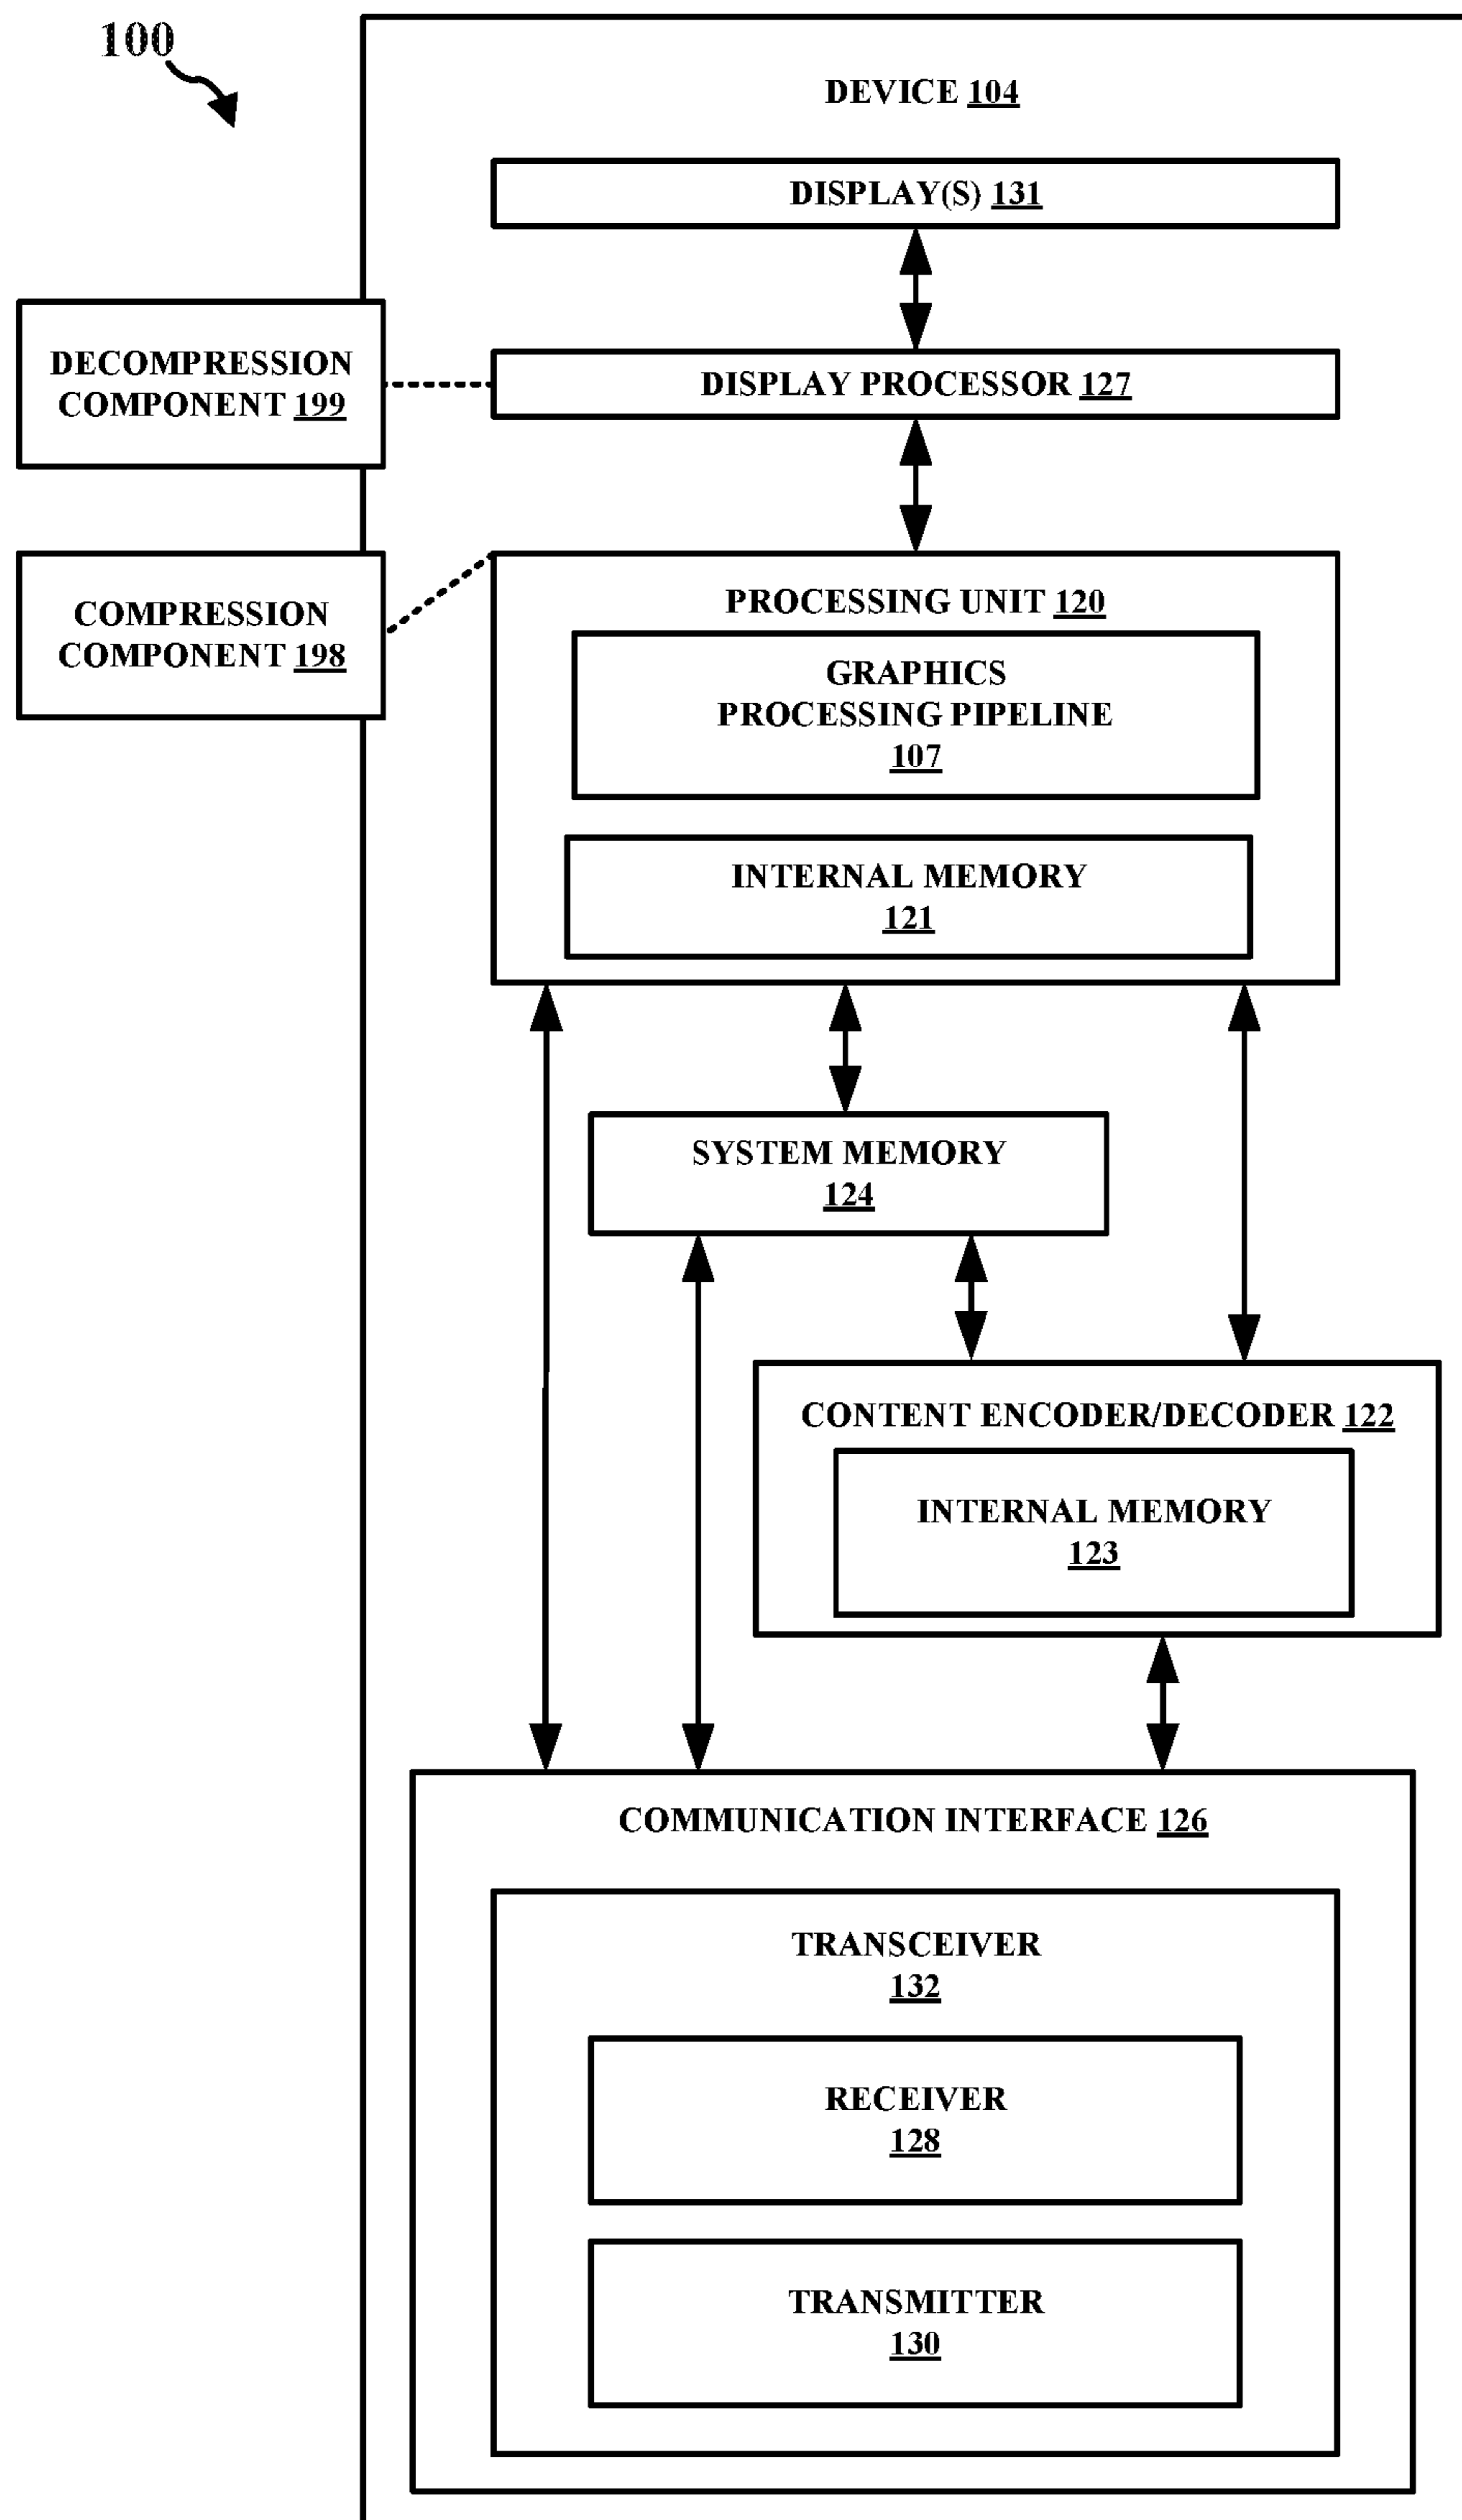 100
DEVICE 104
DISPLAY(S) 131
DECOMPRESSION
COMPONENT 199
DISPLAY PROCESSOR 127
COMPRESSION
COMPONENT 198
PROCESSING UNIT 120
GRAPHICS
PROCESSING PIPELINE
107
INTERNAL MEMORY
121
SYSTEM MEMORY
124
CONTENT ENCODER/DECODER 122
INTERNAL MEMORY
123
COMMUNICATION INTERFACE 126
TRANSCEIVER
132
RECEIVER
128
TRANSMITTER
130